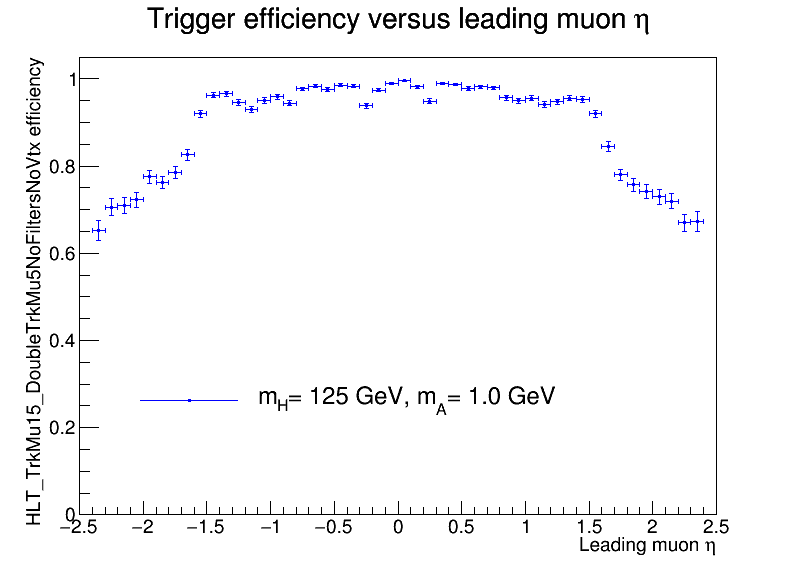 Trigger efficiency versus leading muon η
HLT_TrkMu15_DoubleTrkMu5NoFiltersNoVtx efficiency
1
0.8
0.6
0.4
0.2
0
m_H= 125 GeV, m_A= 1.0 GeV
−2.5 −2 −1.5 −1 −0.5 0 0.5 1 1.5 2 2.5
Leading muon η